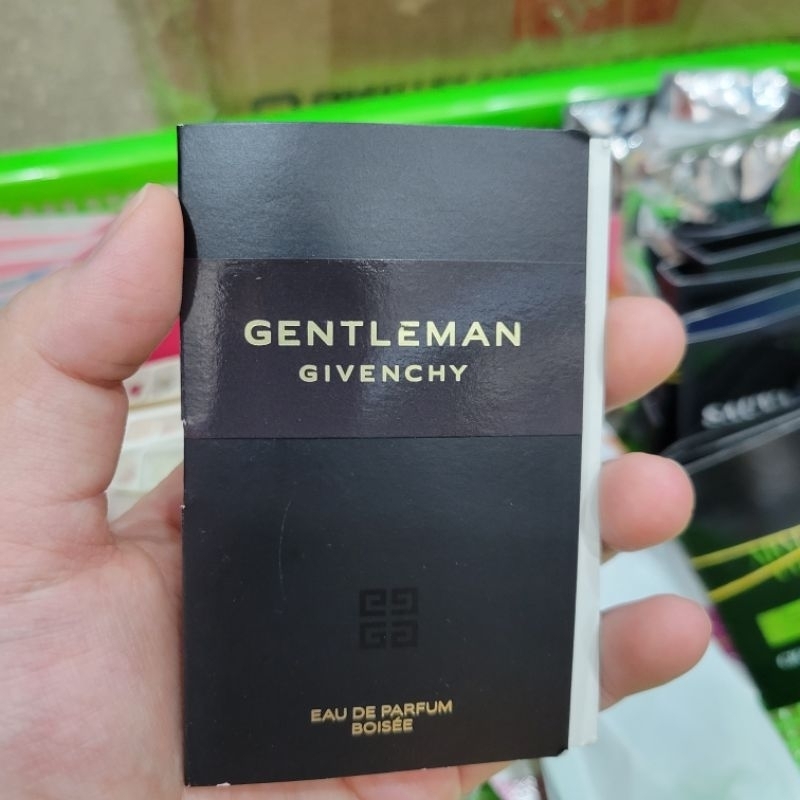 GENTLEMAN
GIVENCHY
EAU DE PARFUM
BOISÉE